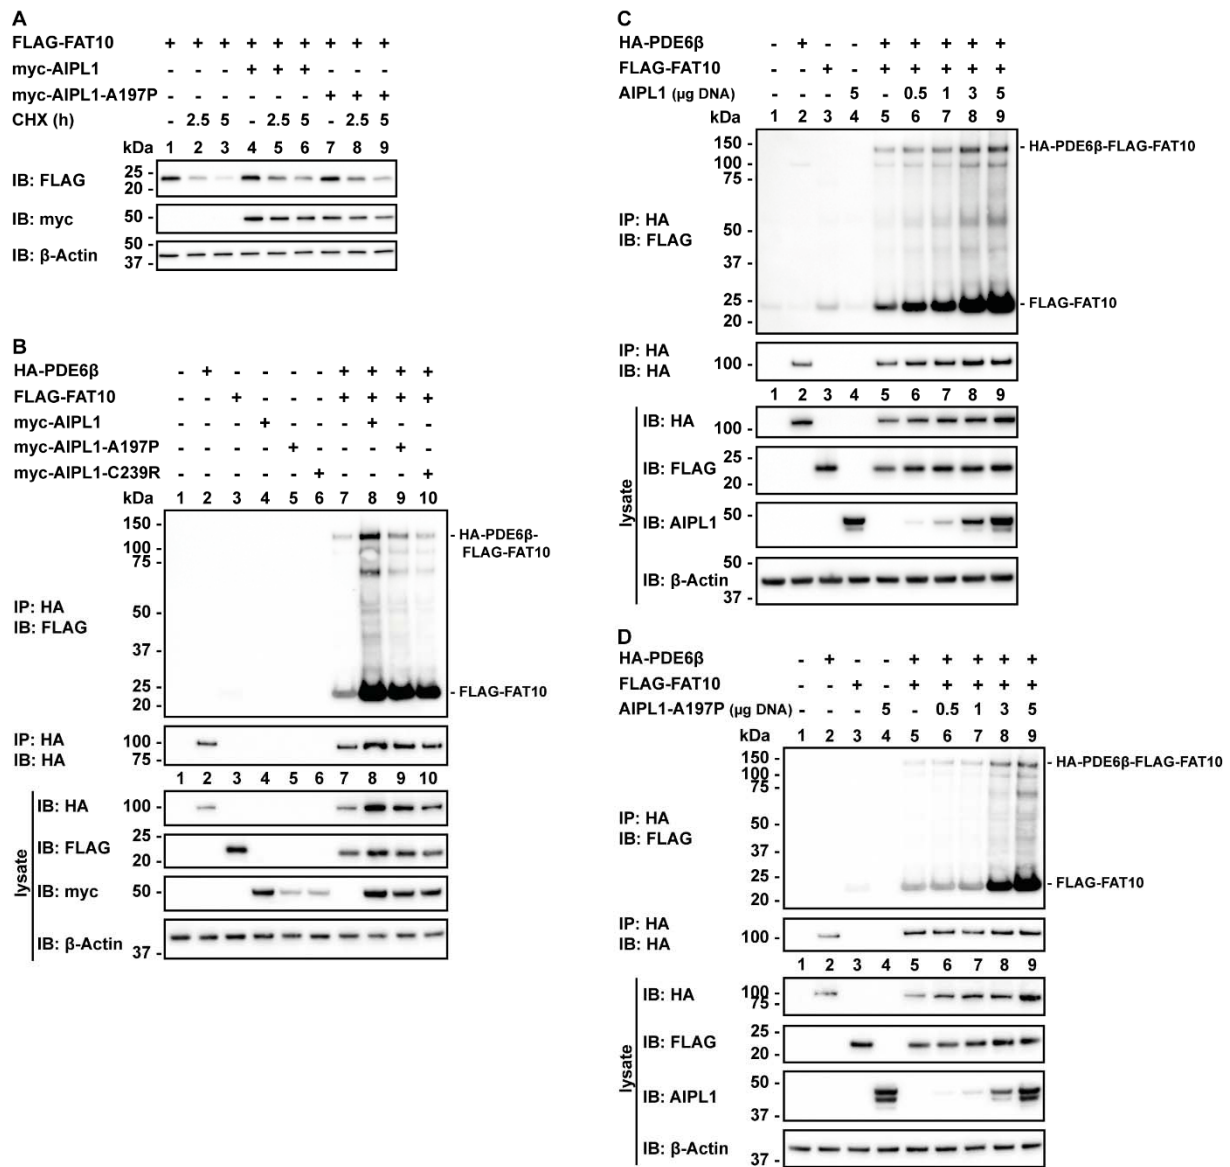 A
FLAG-FAT10 + + + + + + + + +
myc-AIPL1 - - - + + + - - -
myc-AIPL1-A197P - - - - - - + + +
CHX (h) - 2.5 5 - 2.5 5 - 2.5 5
kDa 1 2 3 4 5 6 7 8 9
IB: FLAG 25 - 20 -
IB: myc 50 -
IB: β-Actin 50 - 37 -
B
HA-PDE6β - + - - - - + + + +
FLAG-FAT10 - - + - - - + + + +
myc-AIPL1 - - - + - - - + - -
myc-AIPL1-A197P - - - - + - - - + -
myc-AIPL1-C239R - - - - - + - - - +
kDa 1 2 3 4 5 6 7 8 9 10
150 -
100 -
75 -
50 -
37 -
25 -
20 -
- HA-PDE6β-
FLAG-FAT10
- FLAG-FAT10
IP: HA
IB: FLAG
IP: HA
IB: HA
100 -
75 -
1 2 3 4 5 6 7 8 9 10
lysate
IB: HA 100 -
IB: FLAG 25 - 20 -
IB: myc 50 -
IB: β-Actin 37 -
C
HA-PDE6β - + - - + + + + +
FLAG-FAT10 - - + - + + + + +
AIPL1 (µg DNA) - - - 5 - 0.5 1 3 5
kDa 1 2 3 4 5 6 7 8 9
150 -
100 -
75 -
50 -
37 -
25 -
20 -
- HA-PDE6β-FLAG-FAT10
- FLAG-FAT10
IP: HA
IB: FLAG
IP: HA
IB: HA
100 -
1 2 3 4 5 6 7 8 9
lysate
IB: HA 100 -
IB: FLAG 25 - 20 -
IB: AIPL1 50 - 37 -
IB: β-Actin 50 - 37 -
D
HA-PDE6β - + - - + + + + +
FLAG-FAT10 - - + - + + + + +
AIPL1-A197P (µg DNA) - - - 5 - 0.5 1 3 5
kDa 1 2 3 4 5 6 7 8 9
150 -
100 -
75 -
50 -
37 -
25 -
20 -
- HA-PDE6β-FLAG-FAT10
- FLAG-FAT10
IP: HA
IB: FLAG
IP: HA
IB: HA
100 -
1 2 3 4 5 6 7 8 9
lysate
IB: HA 100 - 75 -
IB: FLAG 25 - 20 -
IB: AIPL1 50 - 37 -
IB: β-Actin 37 -